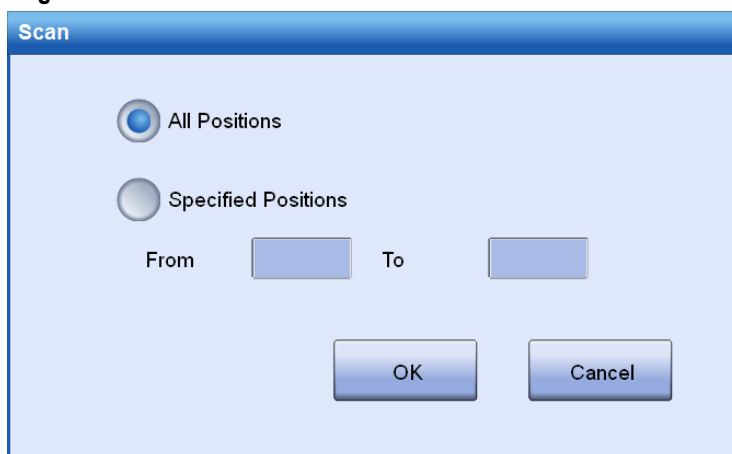 Scan
All Positions
Specified Positions
From To
OK Cancel